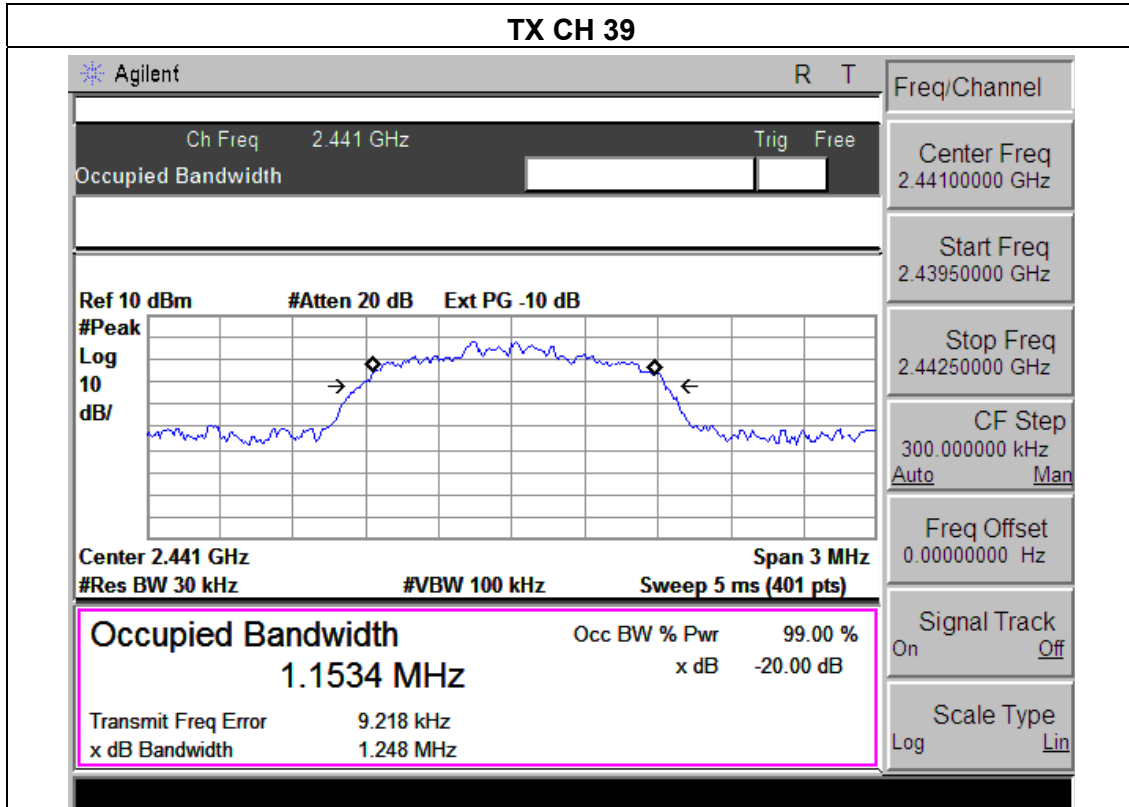 TX CH 39
Agilent R T
Freq/Channel
Ch Freq 2.441 GHz Trig Free
Occupied Bandwidth
Center Freq
2.44100000 GHz
Start Freq
2.43950000 GHz
Stop Freq
2.44250000 GHz
CF Step
300.000000 kHz
Auto Man
Freq Offset
0.00000000 Hz
Signal Track
On Off
Scale Type
Log Lin
Ref 10 dBm #Atten 20 dB Ext PG -10 dB
#Peak
Log
10
dB/
Center 2.441 GHz Span 3 MHz
#Res BW 30 kHz #VBW 100 kHz Sweep 5 ms (401 pts)
Occupied Bandwidth
1.1534 MHz
Occ BW % Pwr 99.00 %
x dB -20.00 dB
Transmit Freq Error 9.218 kHz
x dB Bandwidth 1.248 MHz